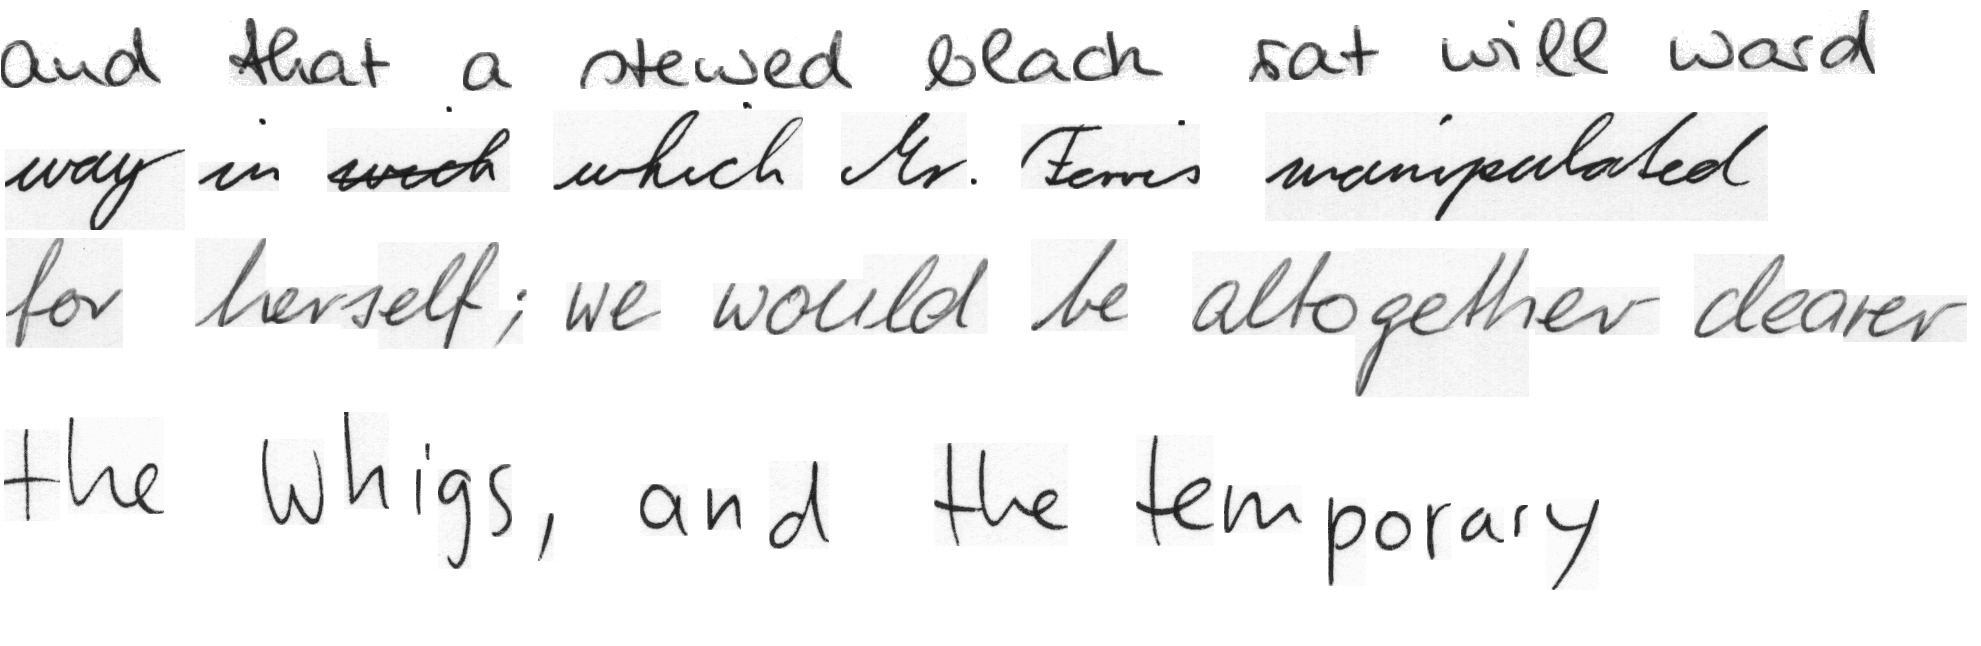 and that a stewed black rat will ward
way in which Mr. Ferris manipulated
for herself; we would be altogether clearer
the Whigs, and the temporary